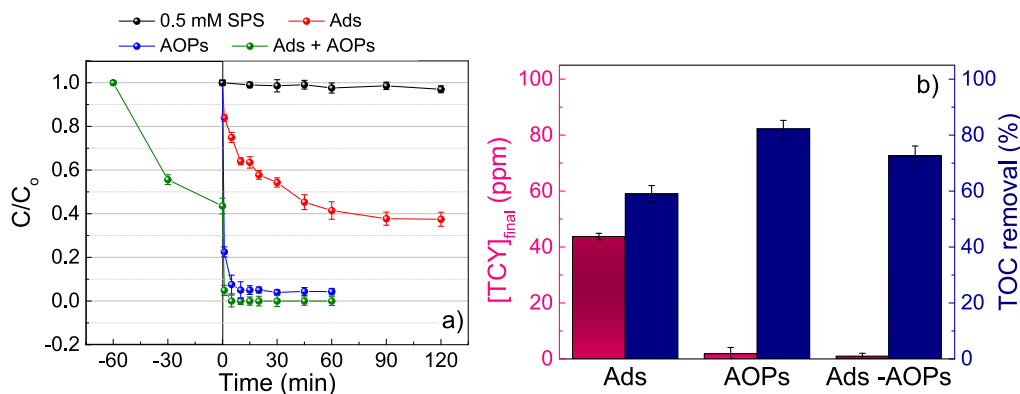 0.5 mM SPS Ads
AOPs Ads + AOPs
C/C₀
1.0
0.8
0.6
0.4
0.2
0.0
-0.2
-60 -30 0 30 60 90 120
Time (min)
a)
b)
[TCY]final (ppm)
100
80
60
40
20
0
Ads AOPs Ads -AOPs
100
80
60
40
20
0
TOC removal (%)